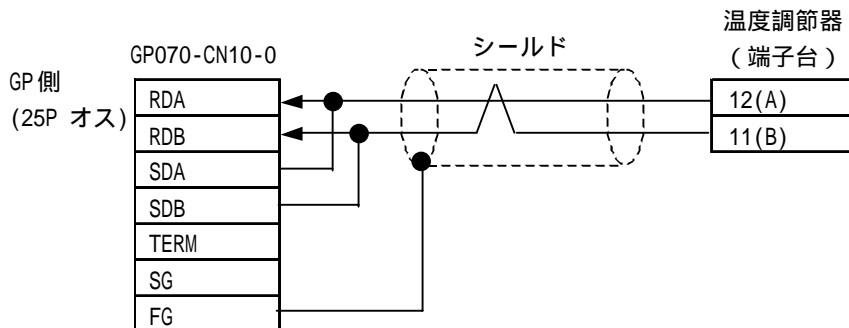 温度調節器
(端子台)
シールド
GP070-CN10-0
GP側
(25P オス)
RDA
RDB
SDA
SDB
TERM
SG
FG
12(A)
11(B)